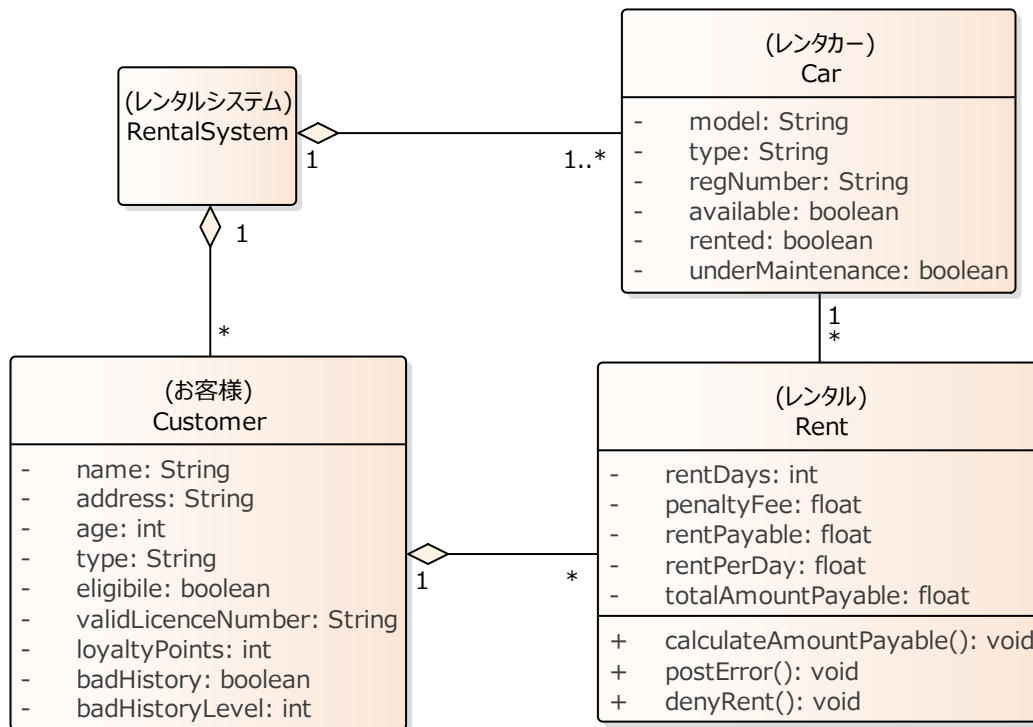 (レンタルシステム)
RentalSystem
1
1..*
(レンタカー)
Car
- model: String
- type: String
- regNumber: String
- available: boolean
- rented: boolean
- underMaintenance: boolean
1
*
1
*
(お客様)
Customer
- name: String
- address: String
- age: int
- type: String
- eligibile: boolean
- validLicenceNumber: String
- loyaltyPoints: int
- badHistory: boolean
- badHistoryLevel: int
1
*
(レンタル)
Rent
- rentDays: int
- penaltyFee: float
- rentPayable: float
- rentPerDay: float
- totalAmountPayable: float
+ calculateAmountPayable(): void
+ postError(): void
+ denyRent(): void